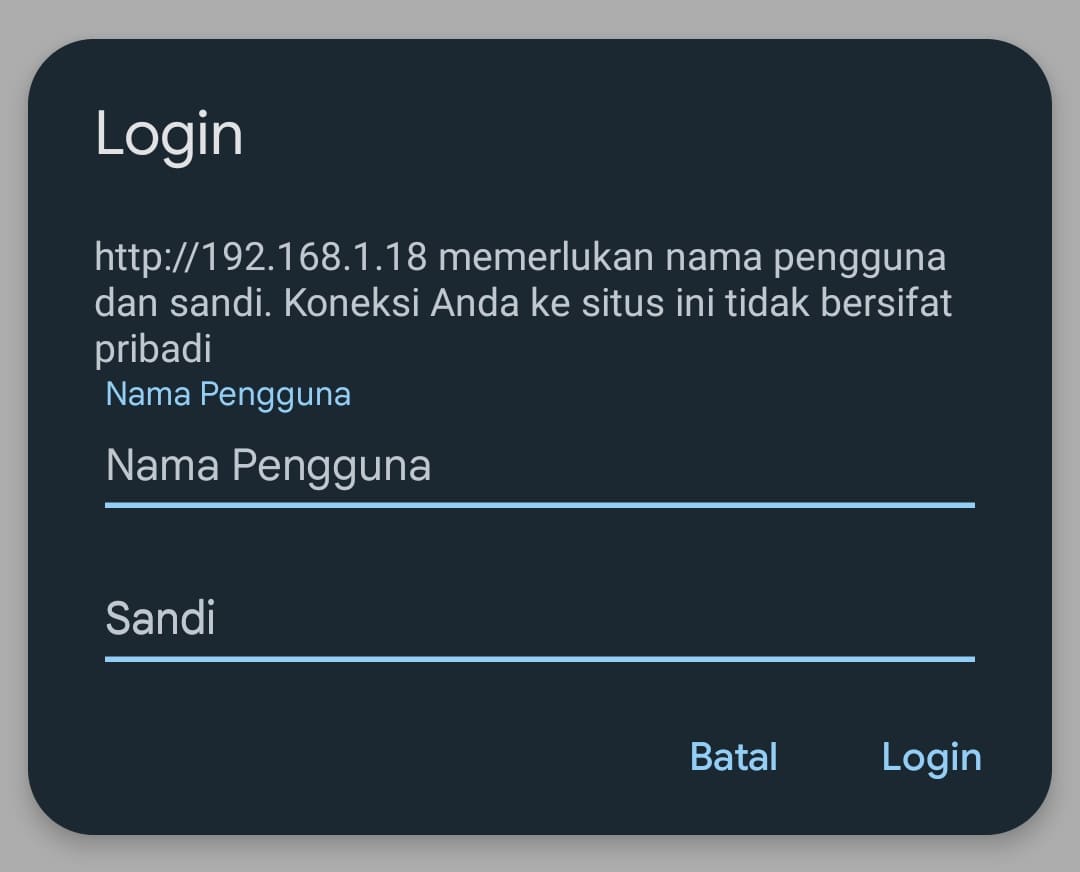 Login
http://192.168.1.18 memerlukan nama pengguna
dan sandi. Koneksi Anda ke situs ini tidak bersifat
pribadi
Nama Pengguna
Nama Pengguna
Sandi
Batal
Login